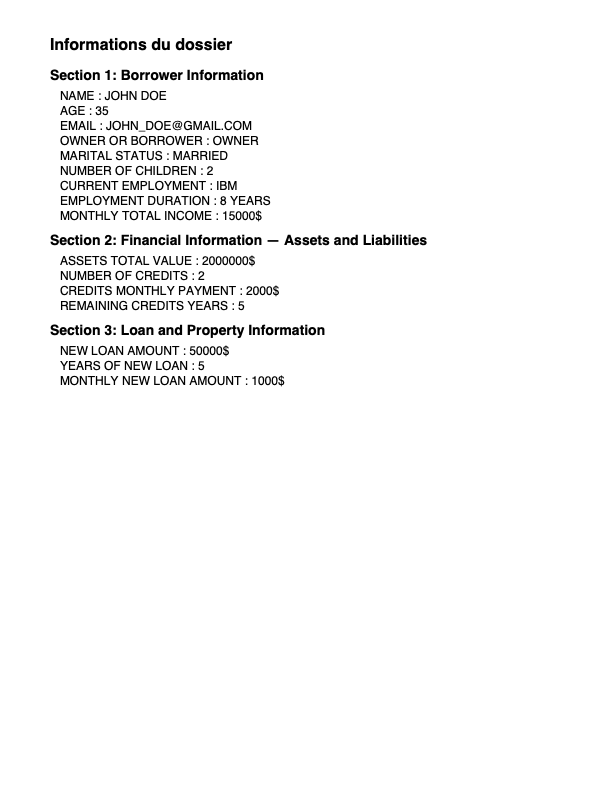 Informations du dossier
Section 1: Borrower Information
NAME : JOHN DOE
AGE : 35
EMAIL : JOHN_DOE@GMAIL.COM
OWNER OR BORROWER : OWNER
MARITAL STATUS : MARRIED
NUMBER OF CHILDREN : 2
CURRENT EMPLOYMENT : IBM
EMPLOYMENT DURATION : 8 YEARS
MONTHLY TOTAL INCOME : 15000$
Section 2: Financial Information — Assets and Liabilities
ASSETS TOTAL VALUE : 2000000$
NUMBER OF CREDITS : 2
CREDITS MONTHLY PAYMENT : 2000$
REMAINING CREDITS YEARS : 5
Section 3: Loan and Property Information
NEW LOAN AMOUNT : 50000$
YEARS OF NEW LOAN : 5
MONTHLY NEW LOAN AMOUNT : 1000$